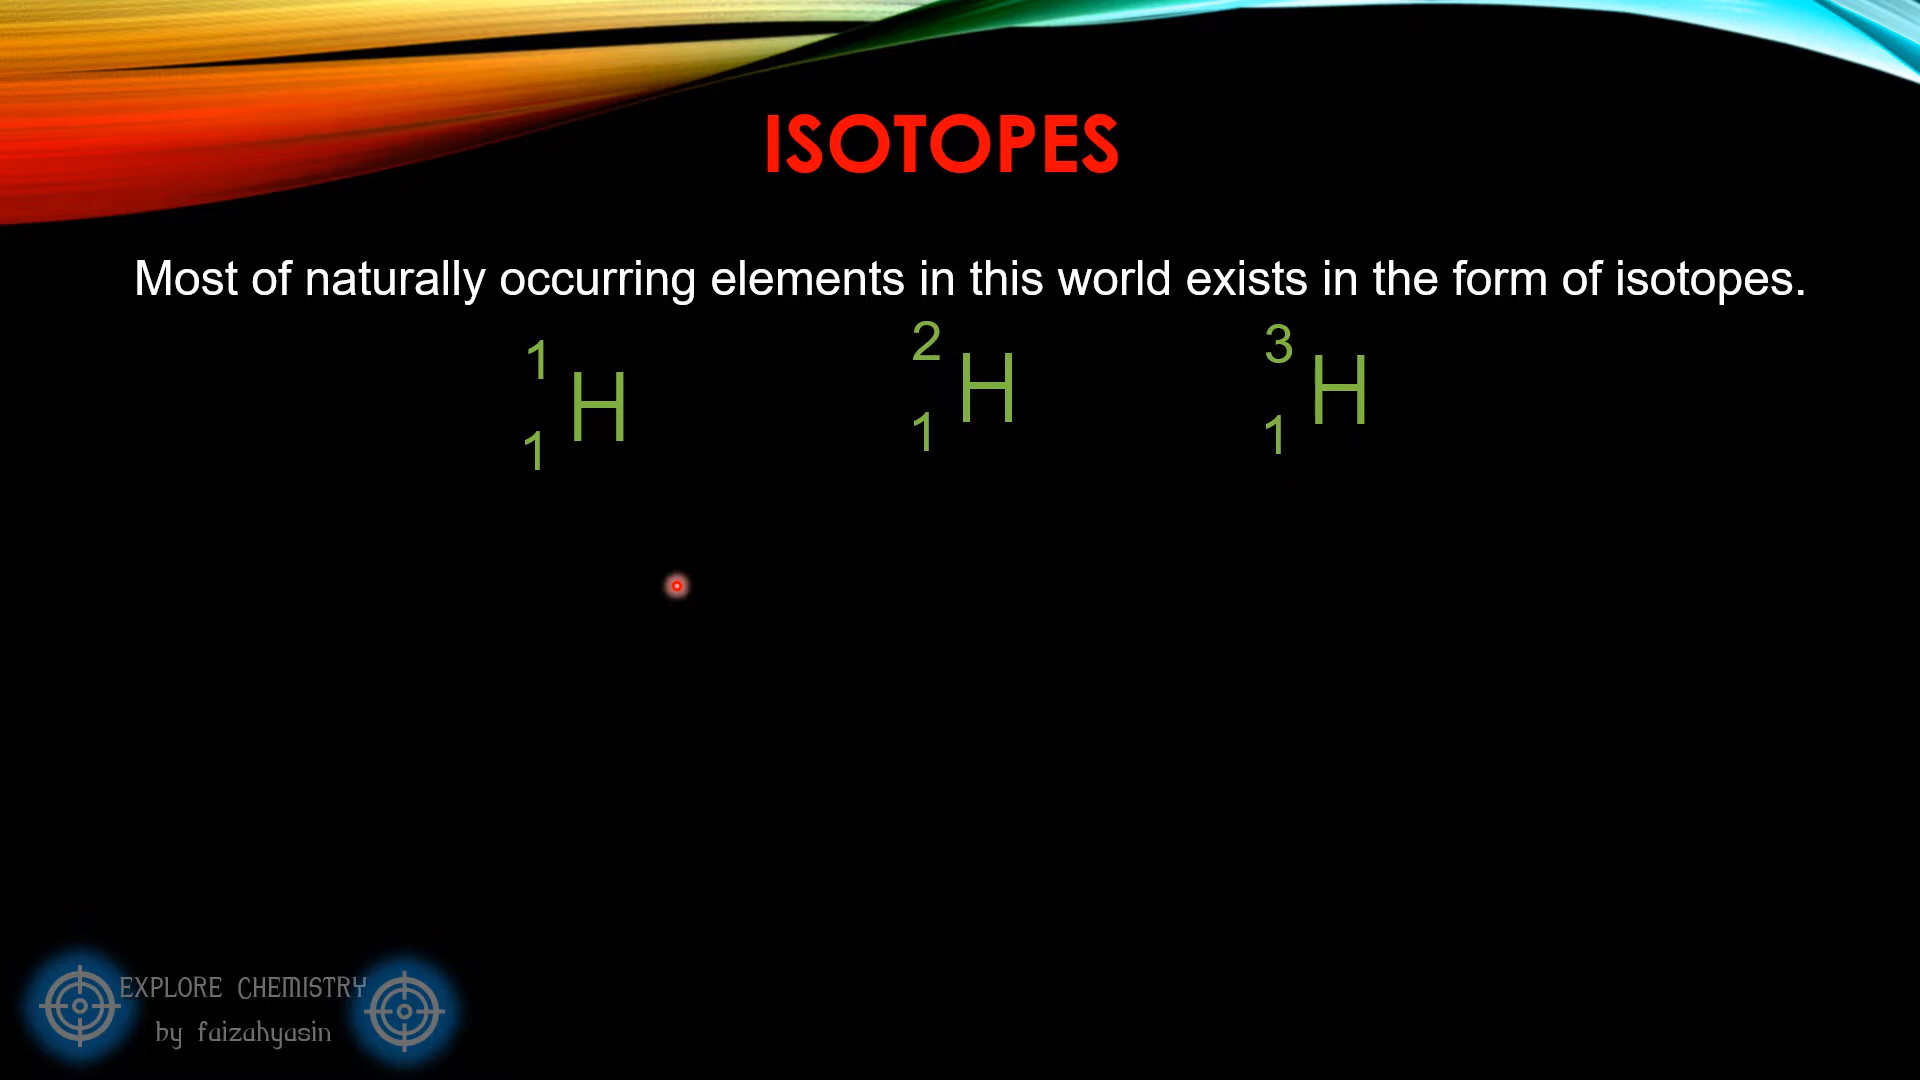 ISOTOPES
Most of naturally occurring elements in this world exists in the form of isotopes.
1 2 3
H H H
1 1 1
EXPLORE CHEMISTRY
by faizahyasin